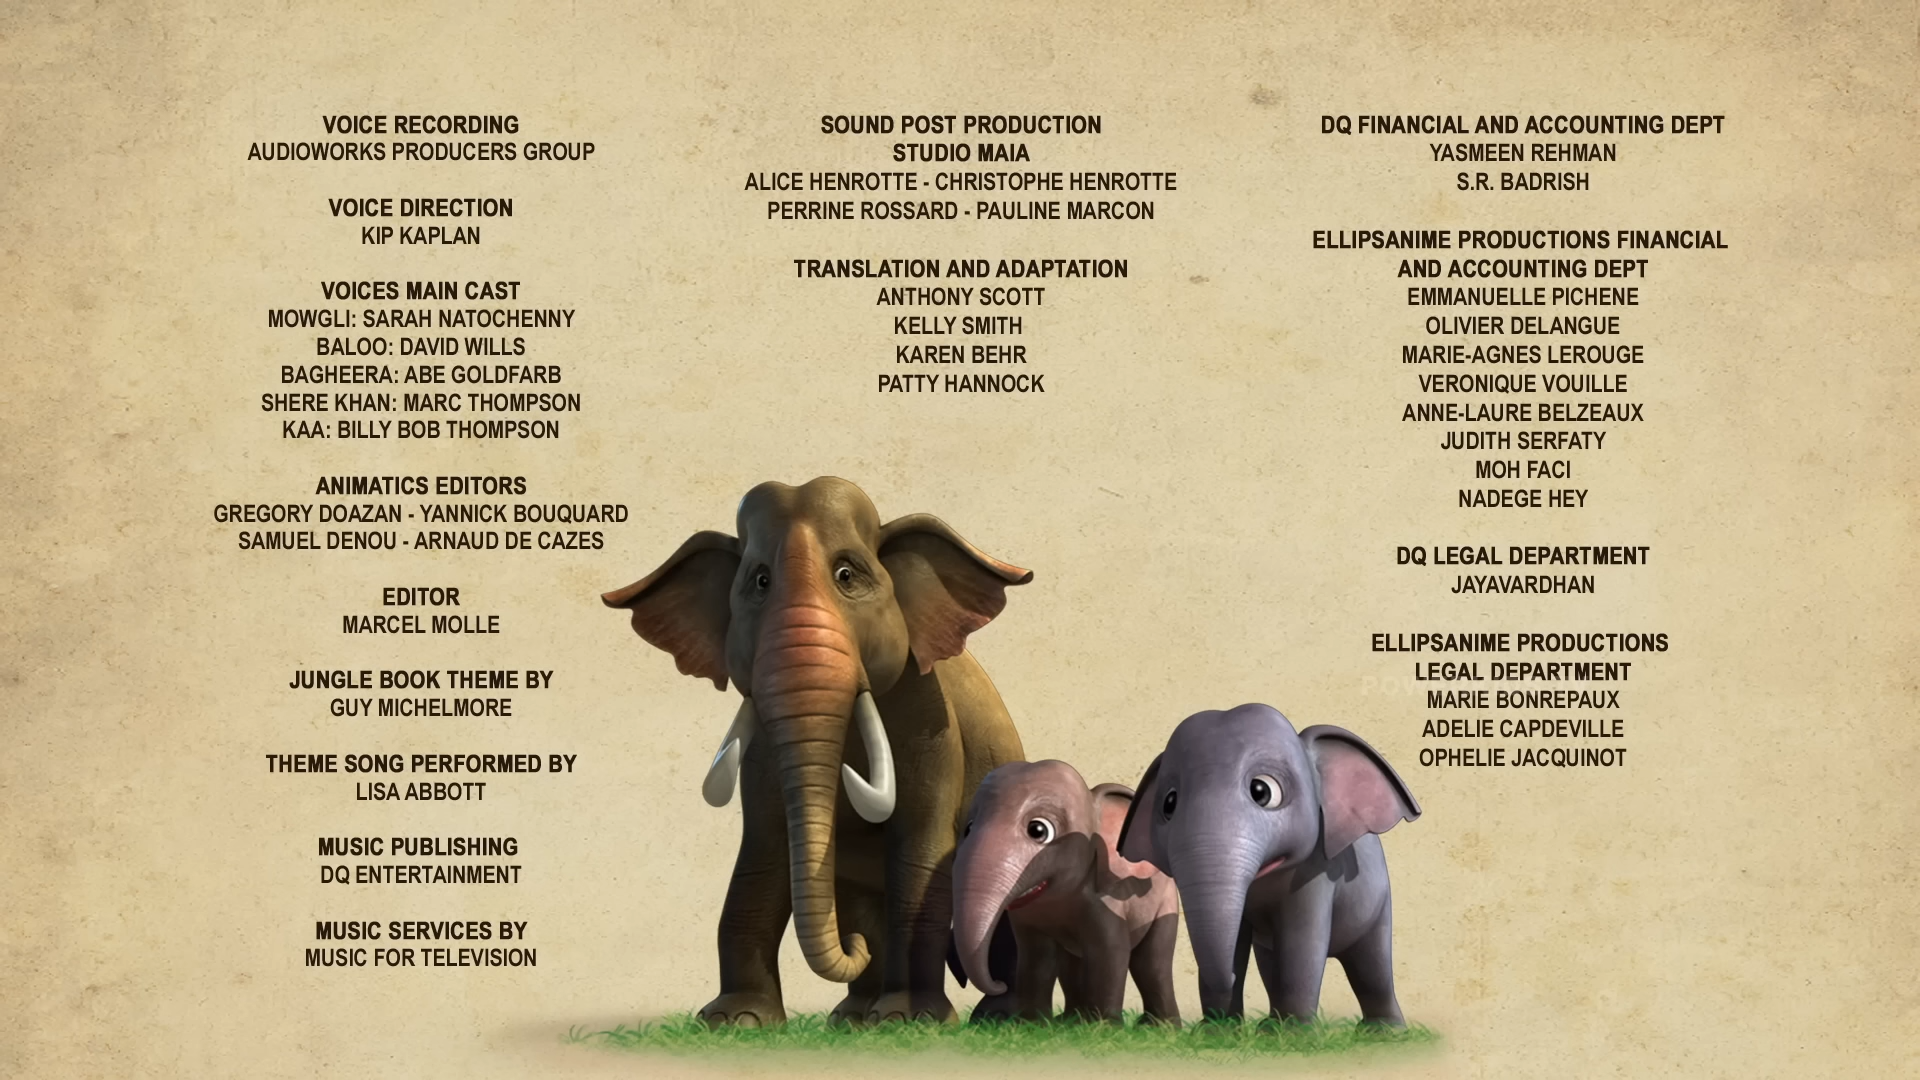 VOICE RECORDING
AUDIOWORKS PRODUCERS GROUP
VOICE DIRECTION
KIP KAPLAN
VOICES MAIN CAST
MOWGLI: SARAH NATOCHENNY
BALOO: DAVID WILLS
BAGHEERA: ABE GOLDFARB
SHERE KHAN: MARC THOMPSON
KAA: BILLY BOB THOMPSON
ANIMATICS EDITORS
GREGORY DOAZAN - YANNICK BOUQUARD
SAMUEL DENOU - ARNAUD DE CAZES
EDITOR
MARCEL MOLLE
JUNGLE BOOK THEME BY
GUY MICHELMORE
THEME SONG PERFORMED BY
LISA ABBOTT
MUSIC PUBLISHING
DQ ENTERTAINMENT
MUSIC SERVICES BY
MUSIC FOR TELEVISION
SOUND POST PRODUCTION
STUDIO MAIA
ALICE HENROTTE - CHRISTOPHE HENROTTE
PERRINE ROSSARD - PAULINE MARCON
TRANSLATION AND ADAPTATION
ANTHONY SCOTT
KELLY SMITH
KAREN BEHR
PATTY HANNOCK
DQ FINANCIAL AND ACCOUNTING DEPT
YASMEEN REHMAN
S.R. BADRISH
ELLIPSANIME PRODUCTIONS FINANCIAL
AND ACCOUNTING DEPT
EMMANUELLE PICHENE
OLIVIER DELANGUE
MARIE-AGNES LEROUGE
VERONIQUE VOUILLE
ANNE-LAURE BELZEAUX
JUDITH SERFATY
MOH FACI
NADEGE HEY
DQ LEGAL DEPARTMENT
JAYAVARDHAN
ELLIPSANIME PRODUCTIONS
LEGAL DEPARTMENT
MARIE BONREPAUX
ADELIE CAPDEVILLE
OPHELIE JACQUINOT